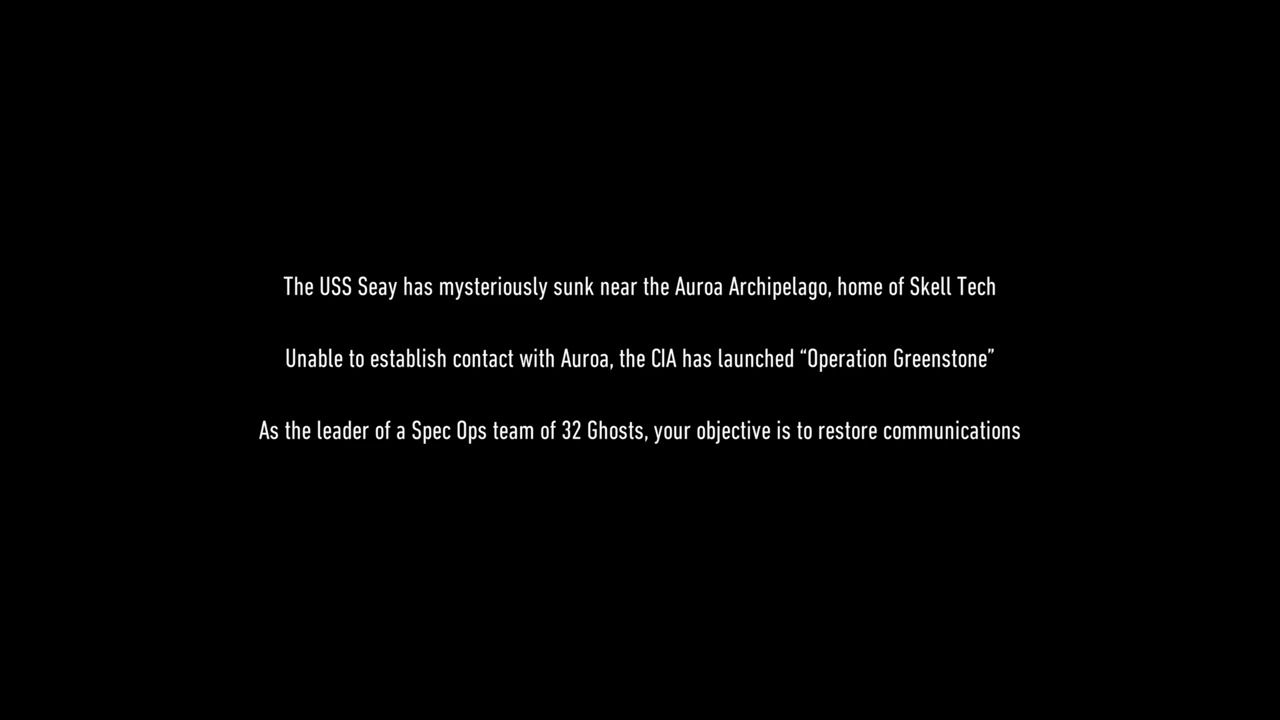 The USS Seay has mysteriously sunk near the Auroa Archipelago, home of Skell Tech
Unable to establish contact with Auroa, the CIA has launched “Operation Greenstone”
As the leader of a Spec Ops team of 32 Ghosts, your objective is to restore communications